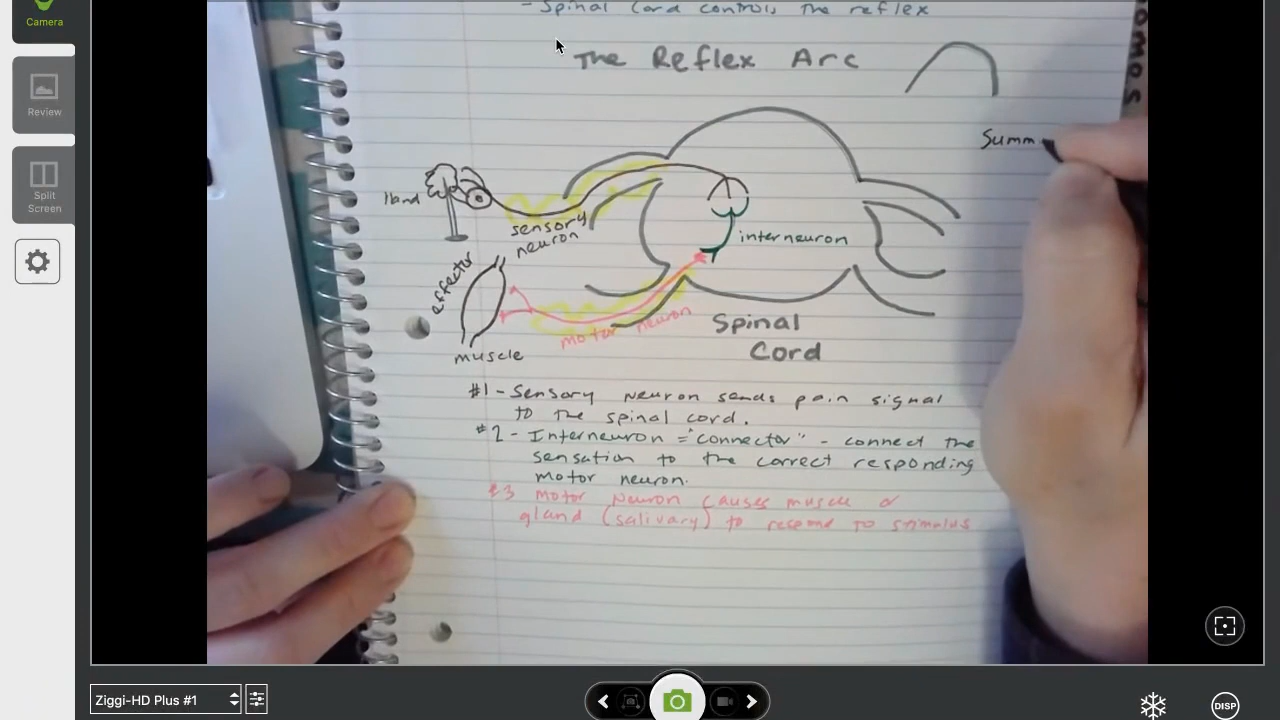 Camera
Review
Split
Screen
- Spinal Cord controls the reflex
The Reflex Arc
Summ
hand
sensory
neuron
interneuron
effector
motor neuron
muscle
Spinal
Cord
#1 - Sensory neuron sends pain signal
to the spinal cord.
#2 - Interneuron = "connector" - connect the
sensation to the correct responding
motor neuron.
#3 Motor Neuron causes muscle or
gland (salivary) to respond to stimulus
Ziggi-HD Plus #1
DISP